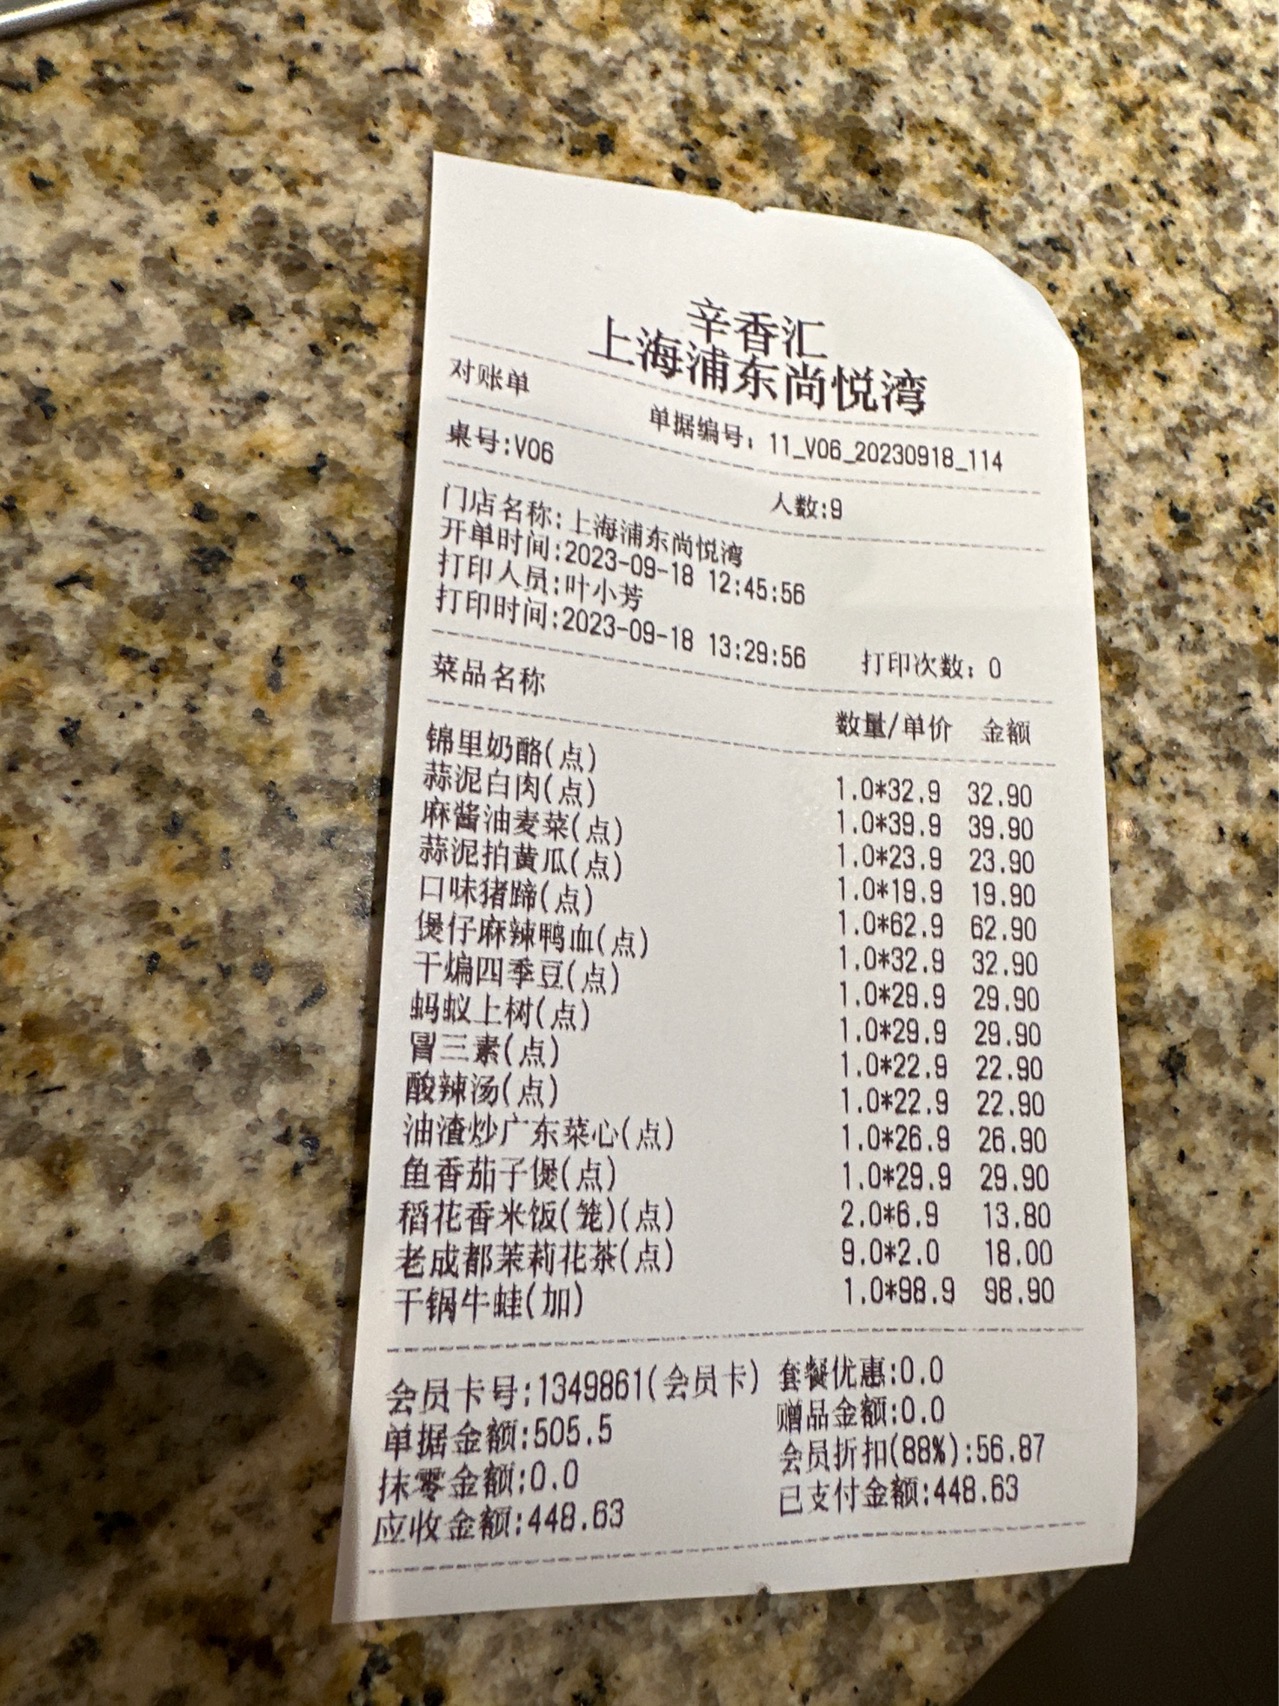 辛香汇
上海浦东尚悦湾
对账单
单据编号: 11_V06_20230918_114
桌号:V06 人数:9
门店名称:上海浦东尚悦湾
开单时间:2023-09-18 12:45:56
打印人员:叶小芳
打印时间:2023-09-18 13:29:56 打印次数: 0
菜品名称 数量/单价 金额
锦里奶酪(点) 1.0*32.9 32.90
蒜泥白肉(点) 1.0*39.9 39.90
麻酱油麦菜(点) 1.0*23.9 23.90
蒜泥拍黄瓜(点) 1.0*19.9 19.90
口味猪蹄(点) 1.0*62.9 62.90
煲仔麻辣鸭血(点) 1.0*32.9 32.90
干煸四季豆(点) 1.0*29.9 29.90
蚂蚁上树(点) 1.0*29.9 29.90
冒三素(点) 1.0*22.9 22.90
酸辣汤(点) 1.0*22.9 22.90
油渣炒广东菜心(点) 1.0*26.9 26.90
鱼香茄子煲(点) 1.0*29.9 29.90
稻花香米饭(笼)(点) 2.0*6.9 13.80
老成都茉莉花茶(点) 9.0*2.0 18.00
干锅牛蛙(加) 1.0*98.9 98.90
会员卡号:1349861(会员卡) 套餐优惠:0.0
单据金额:505.5 赠品金额:0.0
抹零金额:0.0 会员折扣(88%):56.87
应收金额:448.63 已支付金额:448.63